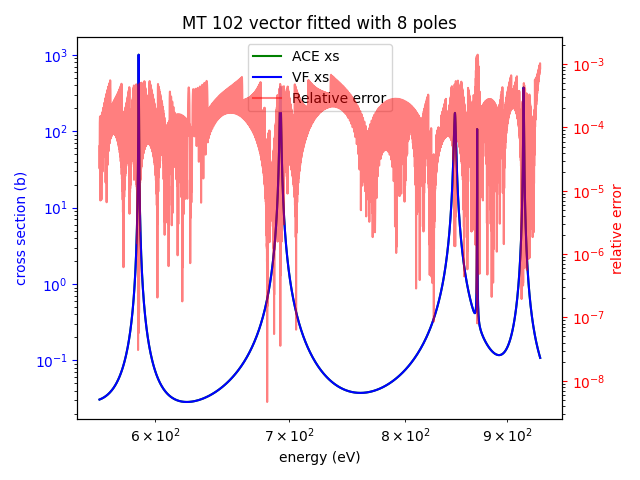 MT 102 vector fitted with 8 poles
ACE xs
VF xs
Relative error
cross section (b)
10³
10²
10¹
10⁰
10⁻¹
10⁻³
10⁻⁴
10⁻⁵
10⁻⁶
10⁻⁷
10⁻⁸
relative error
6 × 10² 7 × 10² 8 × 10² 9 × 10²
energy (eV)